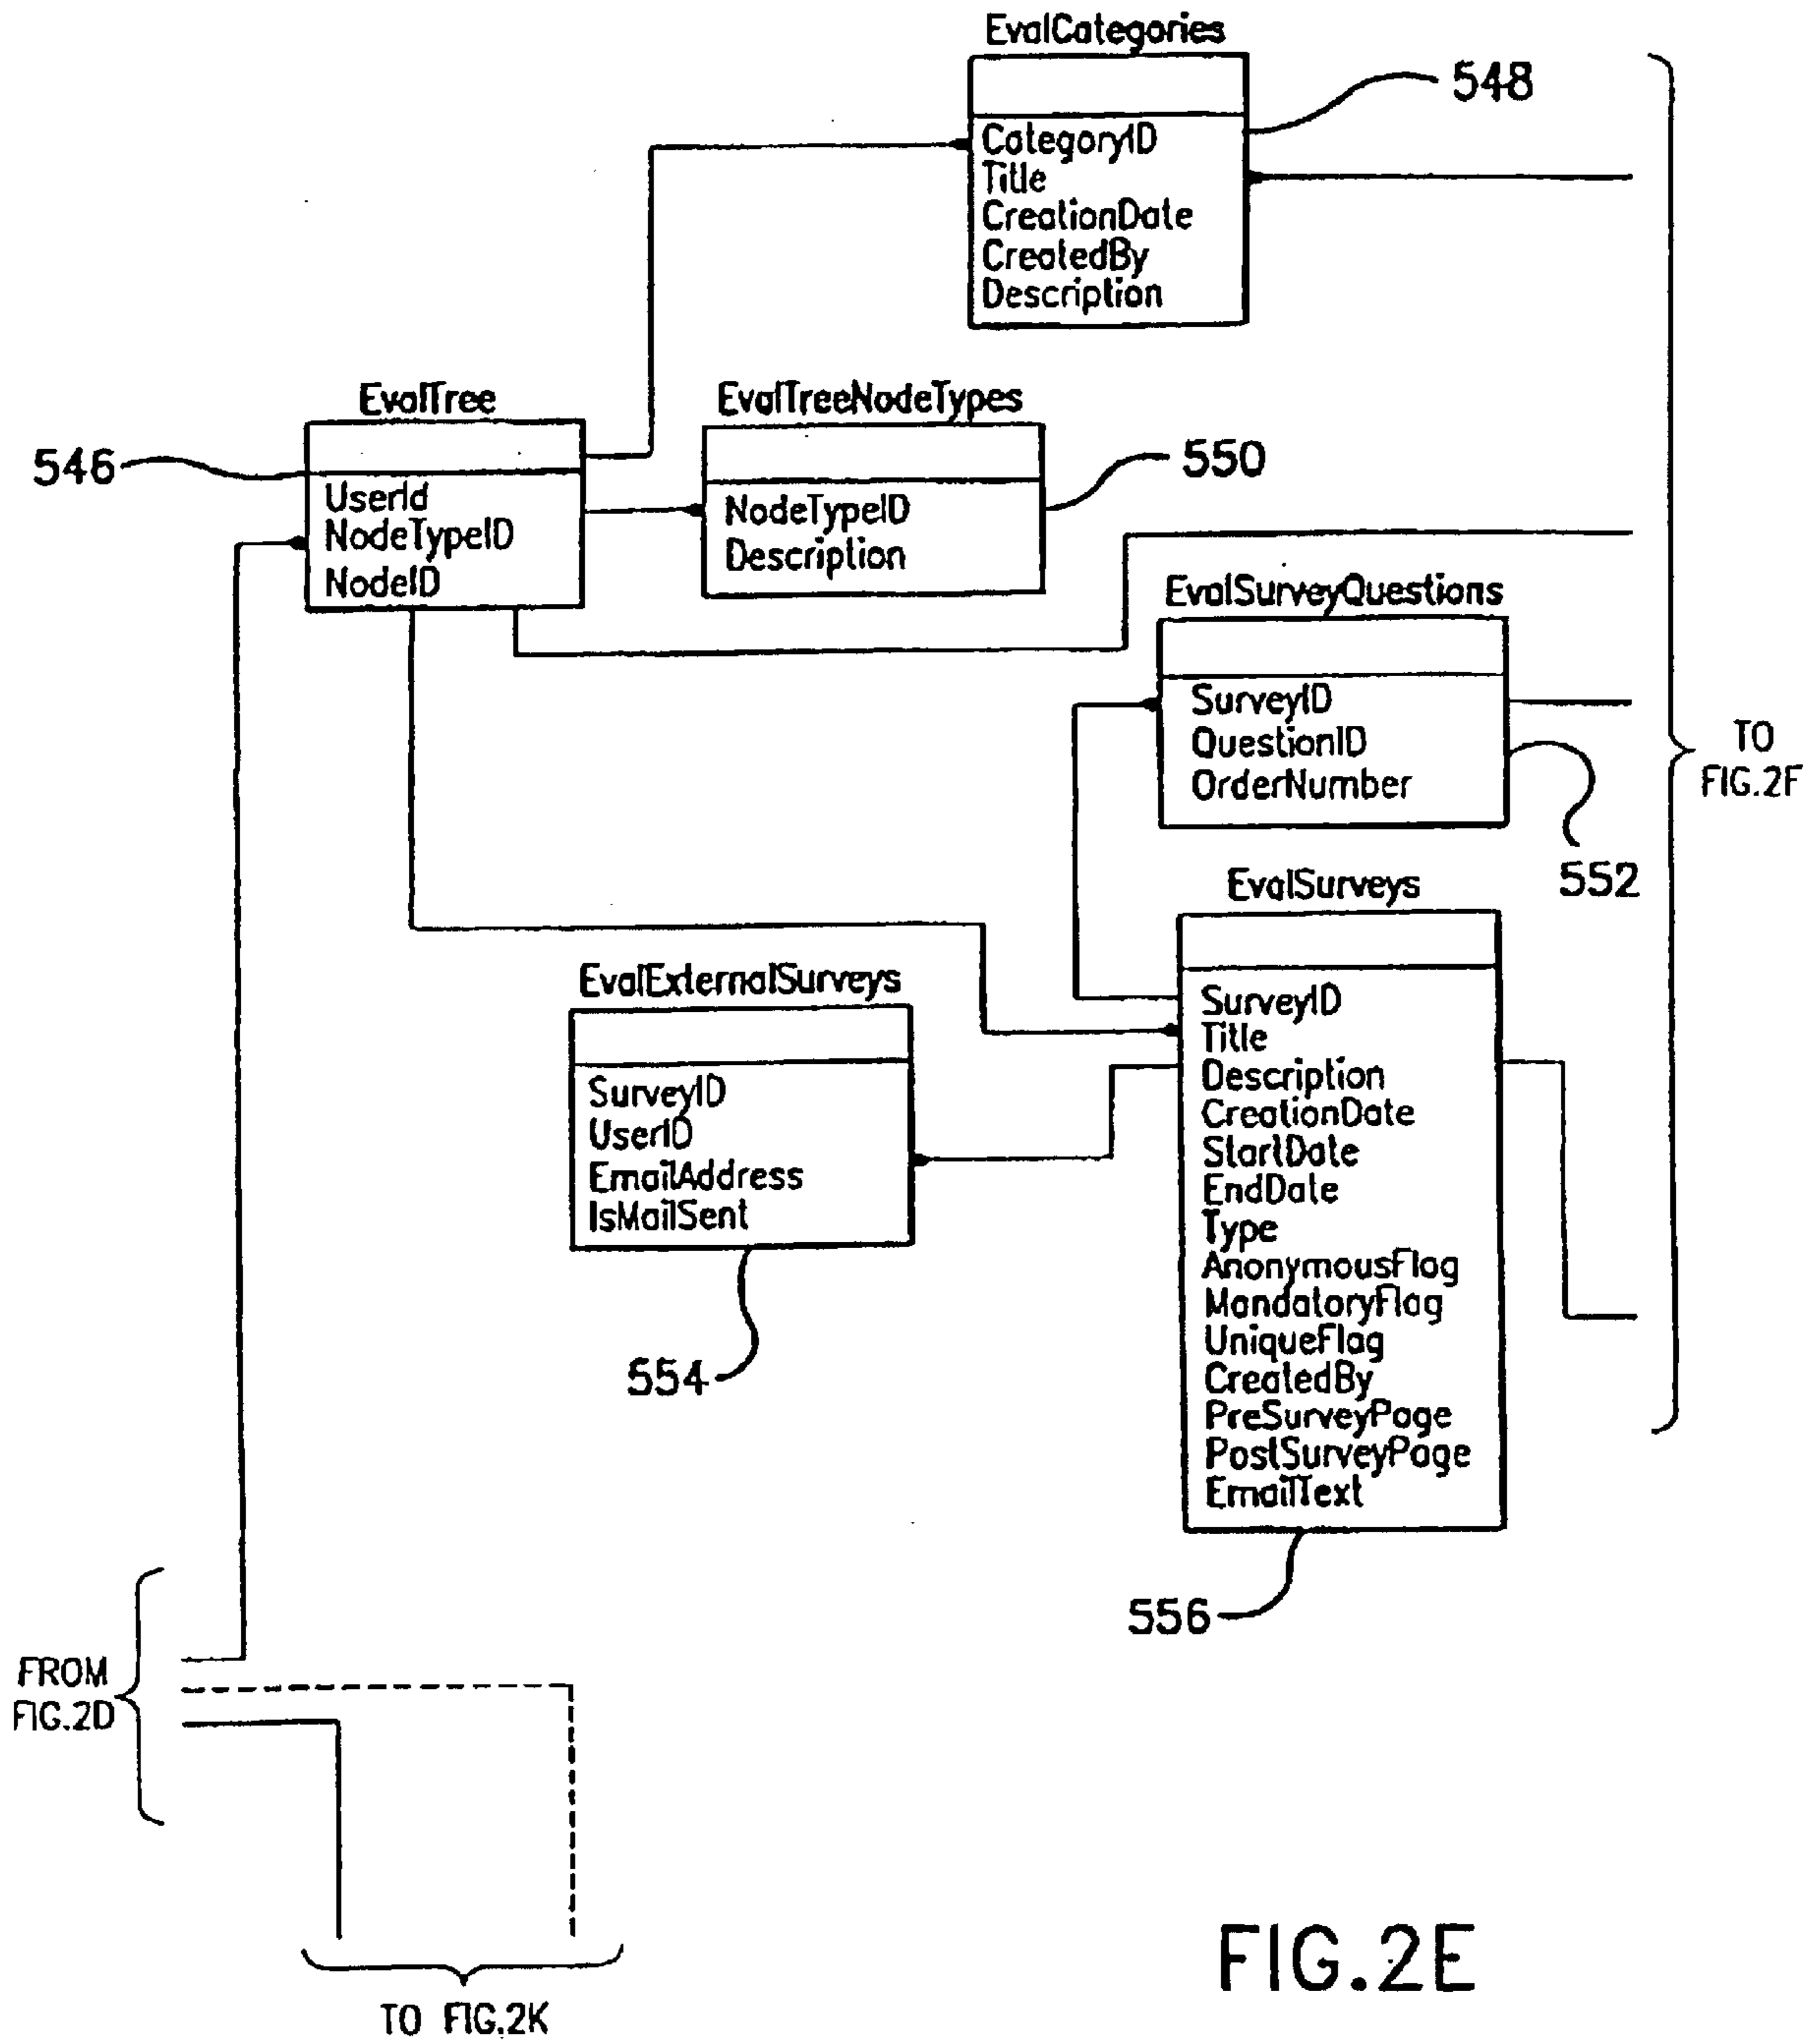 EvalCategories
548
CategoryID
Title
CreationDate
CreatedBy
Description
EvalTree
546
UserId
NodeTypeID
NodeID
EvalTreeNodeTypes
550
NodeTypeID
Description
EvalSurveyQuestions
SurveyID
QuestionID
OrderNumber
552
TO
FIG.2F
EvalSurveys
SurveyID
Title
Description
CreationDate
StartDate
EndDate
Type
AnonymousFlag
MandatoryFlag
UniqueFlag
CreatedBy
PreSurveyPage
PostSurveyPage
EmailText
556
EvalExternalSurveys
SurveyID
UserID
EmailAddress
IsMailSent
554
FROM
FIG.2D
TO FIG.2K
FIG.2E